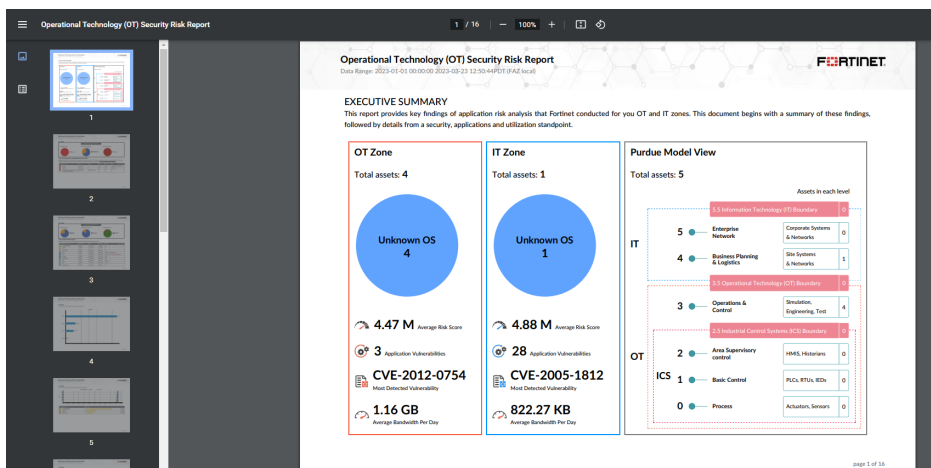 Operational Technology (OT) Security Risk Report
1 / 16
100%
1
2
3
4
5
Operational Technology (OT) Security Risk Report
Data Range: 2023-01-01 00:00:00 2023-03-23 12:50:44PDT (FAZ local)
FORTINET
EXECUTIVE SUMMARY
This report provides key findings of application risk analysis that Fortinet conducted for you OT and IT zones. This document begins with a summary of these findings,
followed by details from a security, applications and utilization standpoint.
OT Zone
Total assets: 4
Unknown OS
4
4.47 M Average Risk Score
3 Application Vulnerabilities
CVE-2012-0754
Most Detected Vulnerability
1.16 GB
Average Bandwidth Per Day
IT Zone
Total assets: 1
Unknown OS
1
4.88 M Average Risk Score
28 Application Vulnerabilities
CVE-2005-1812
Most Detected Vulnerability
822.27 KB
Average Bandwidth Per Day
Purdue Model View
Total assets: 5
Assets in each level
5.5 Information Technology (IT) Boundary 0
IT
5 Enterprise Network Corporate Systems & Networks 0
4 Business Planning & Logistics Site Systems & Networks 1
3.5 Operational Technology (OT) Boundary 0
3 Operations & Control Simulation, Engineering, Test 4
2.5 Industrial Control Systems (ICS) Boundary 0
OT
2 Area Supervisory control HMIS, Historians 0
ICS
1 Basic Control PLCs, RTUs, IEDs 0
0 Process Actuators, Sensors 0
page 1 of 16